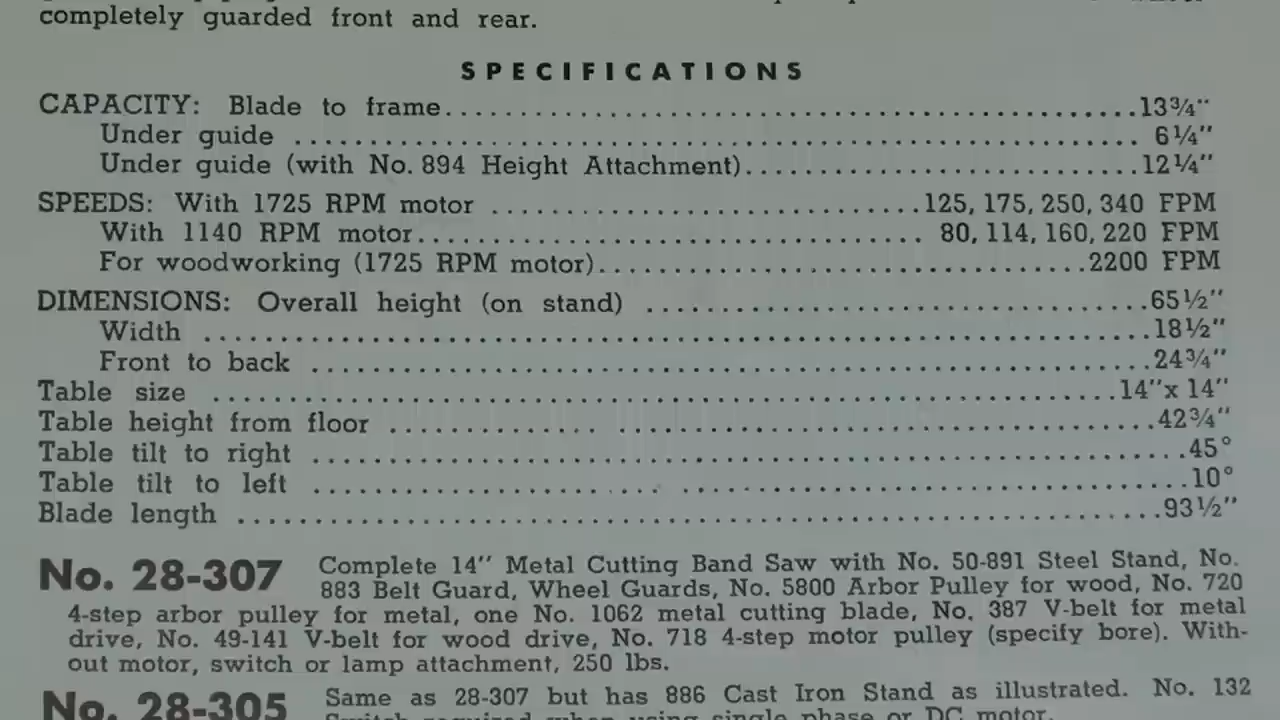 completely guarded front and rear.
SPECIFICATIONS
CAPACITY: Blade to frame..........................................13¾"
Under guide ..................................................... 6¼"
Under guide (with No. 894 Height Attachment).........................12¼"
SPEEDS: With 1725 RPM motor ...........................125, 175, 250, 340 FPM
With 1140 RPM motor............................... 80, 114, 160, 220 FPM
For woodworking (1725 RPM motor)...............................2200 FPM
DIMENSIONS: Overall height (on stand) ...............................65½"
Width ..........................................................18½"
Front to back ...................................................24¾"
Table size .........................................................14"x 14"
Table height from floor ................................................42¾"
Table tilt to right .....................................................45°
Table tilt to left ......................................................10°
Blade length ..........................................................93½"
No. 28-307 Complete 14" Metal Cutting Band Saw with No. 50-891 Steel Stand, No.
883 Belt Guard, Wheel Guards, No. 5800 Arbor Pulley for wood, No. 720
4-step arbor pulley for metal, one No. 1062 metal cutting blade, No. 387 V-belt for metal
drive, No. 49-141 V-belt for wood drive, No. 718 4-step motor pulley (specify bore). With-
out motor, switch or lamp attachment, 250 lbs.
No. 28-305 Same as 28-307 but has 886 Cast Iron Stand as illustrated. No. 132
Switch required when using single phase or DC motor.